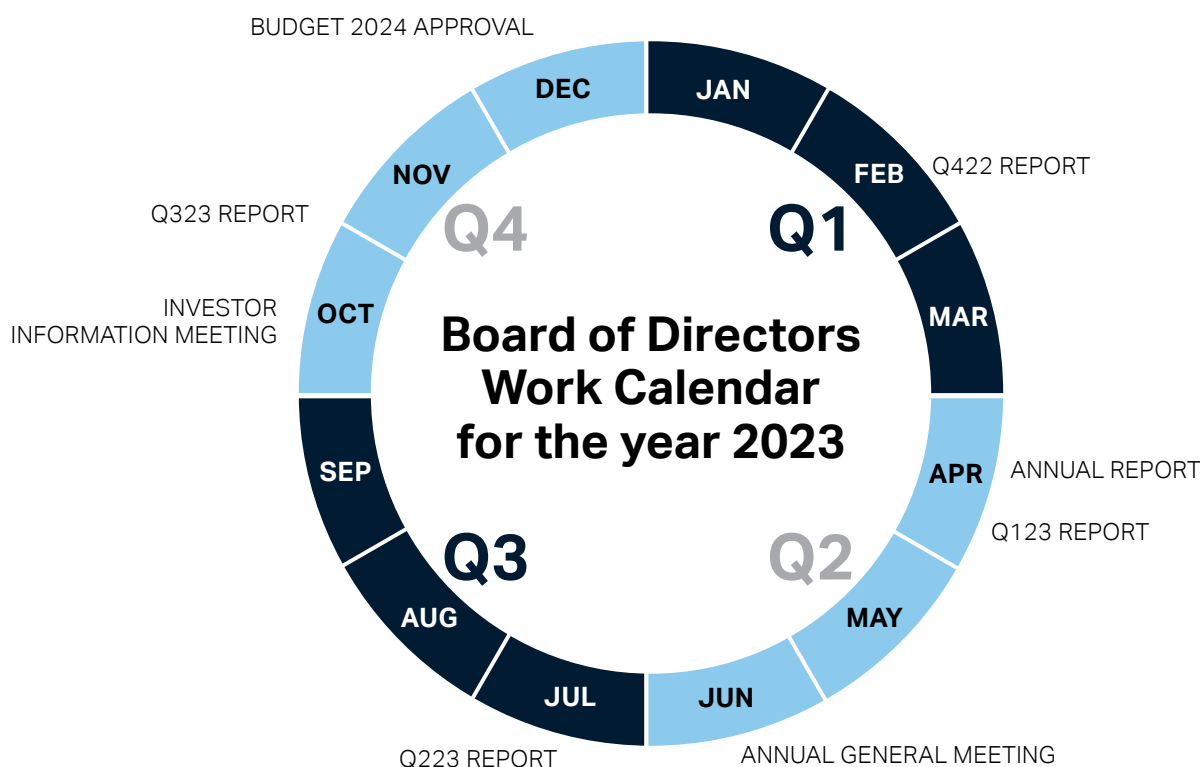 BUDGET 2024 APPROVAL
DEC
JAN
NOV
FEB
Q422 REPORT
Q323 REPORT
Q4
Q1
INVESTOR
INFORMATION MEETING
OCT
MAR
Board of Directors
Work Calendar
for the year 2023
SEP
APR
ANNUAL REPORT
Q123 REPORT
Q3
Q2
AUG
MAY
JUL
JUN
Q223 REPORT
ANNUAL GENERAL MEETING